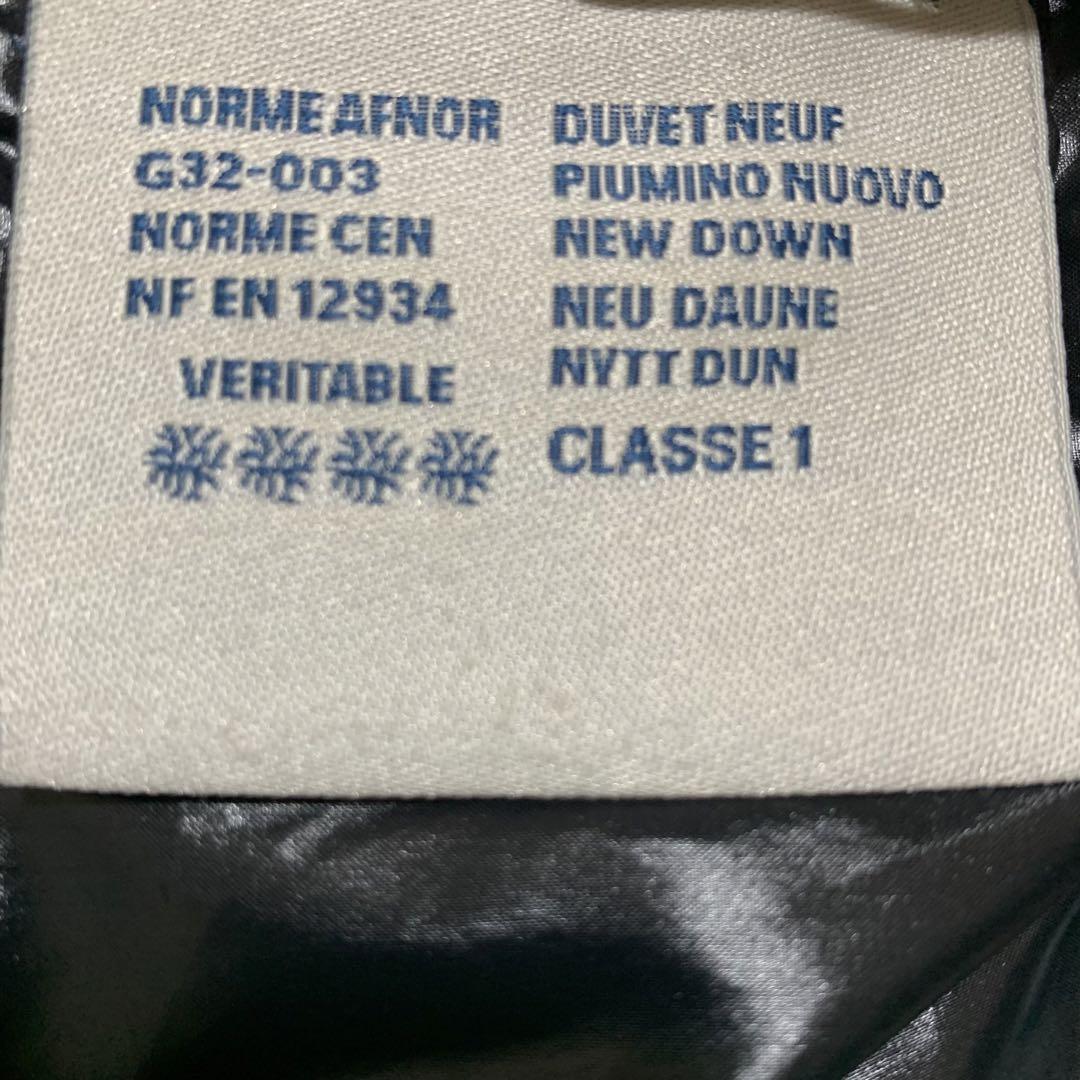 NORME AFNOR
G32-003
NORME CEN
NF EN 12934
VERITABLE
DUVET NEUF
PIUMINO NUOVO
NEW DOWN
NEU DAUNE
NYTT DUN
CLASSE 1